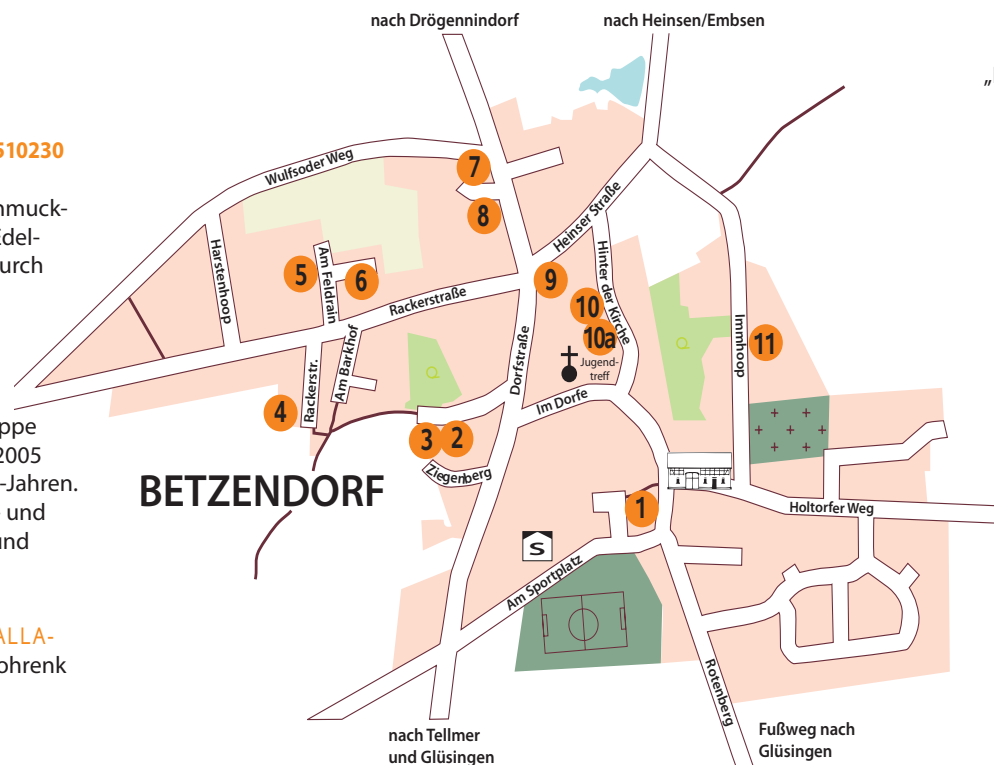 nach Drögennindorf
nach Heinsen/Embsen
„
510230
hmuck-
Edel-
urch
ppe
2005
-Jahren.
und
und
ALLA-
ohrenk
Wulfsoder Weg
7
8
Heinser Straße
Harstenhoop
5
Am Feldrain
6
Rackerstraße
9
10
10a
Hinter der Kirche
Jugend-
treff
Immhoop
11
Dorfstraße
Am Barkhof
Rackerstr.
4
Im Dorfe
3
2
Ziegenberg
BETZENDORF
1
Holtorfer Weg
S
Am Sportplatz
Rotenberg
nach Tellmer
und Glüsingen
Fußweg nach
Glüsingen